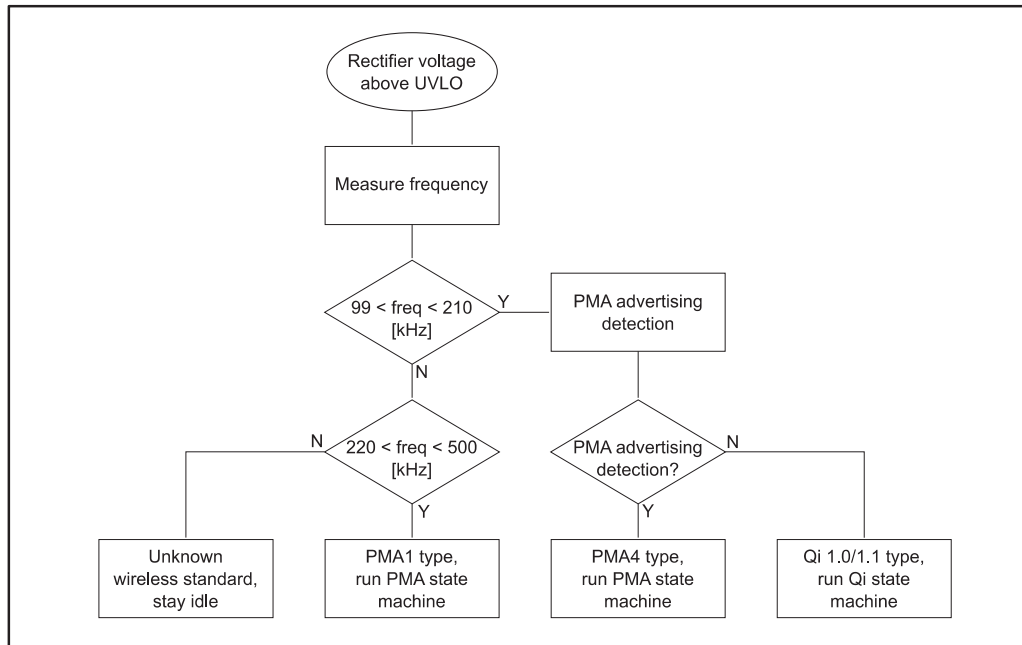 Rectifier voltage
above UVLO
Measure frequency
99 < freq < 210
[kHz]
Y
N
PMA advertising
detection
220 < freq < 500
[kHz]
N
Y
PMA advertising
detection?
N
Y
Unknown
wireless standard,
stay idle
PMA1 type,
run PMA state
machine
PMA4 type,
run PMA state
machine
Qi 1.0/1.1 type,
run Qi state
machine